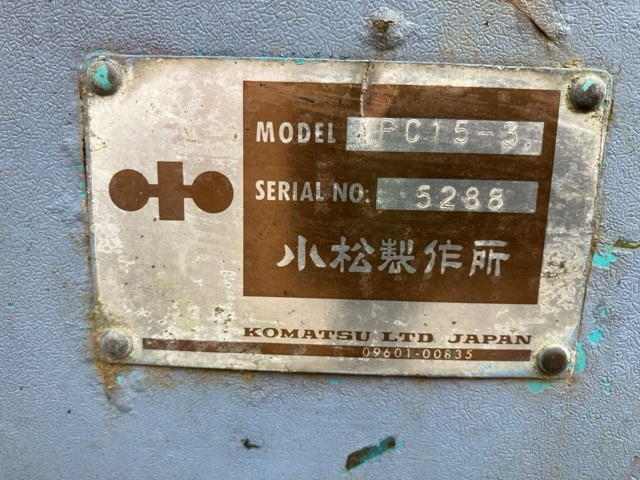 MODEL PC15-3
SERIAL NO. 5288
小松製作所
KOMATSU LTD JAPAN
09601-00835